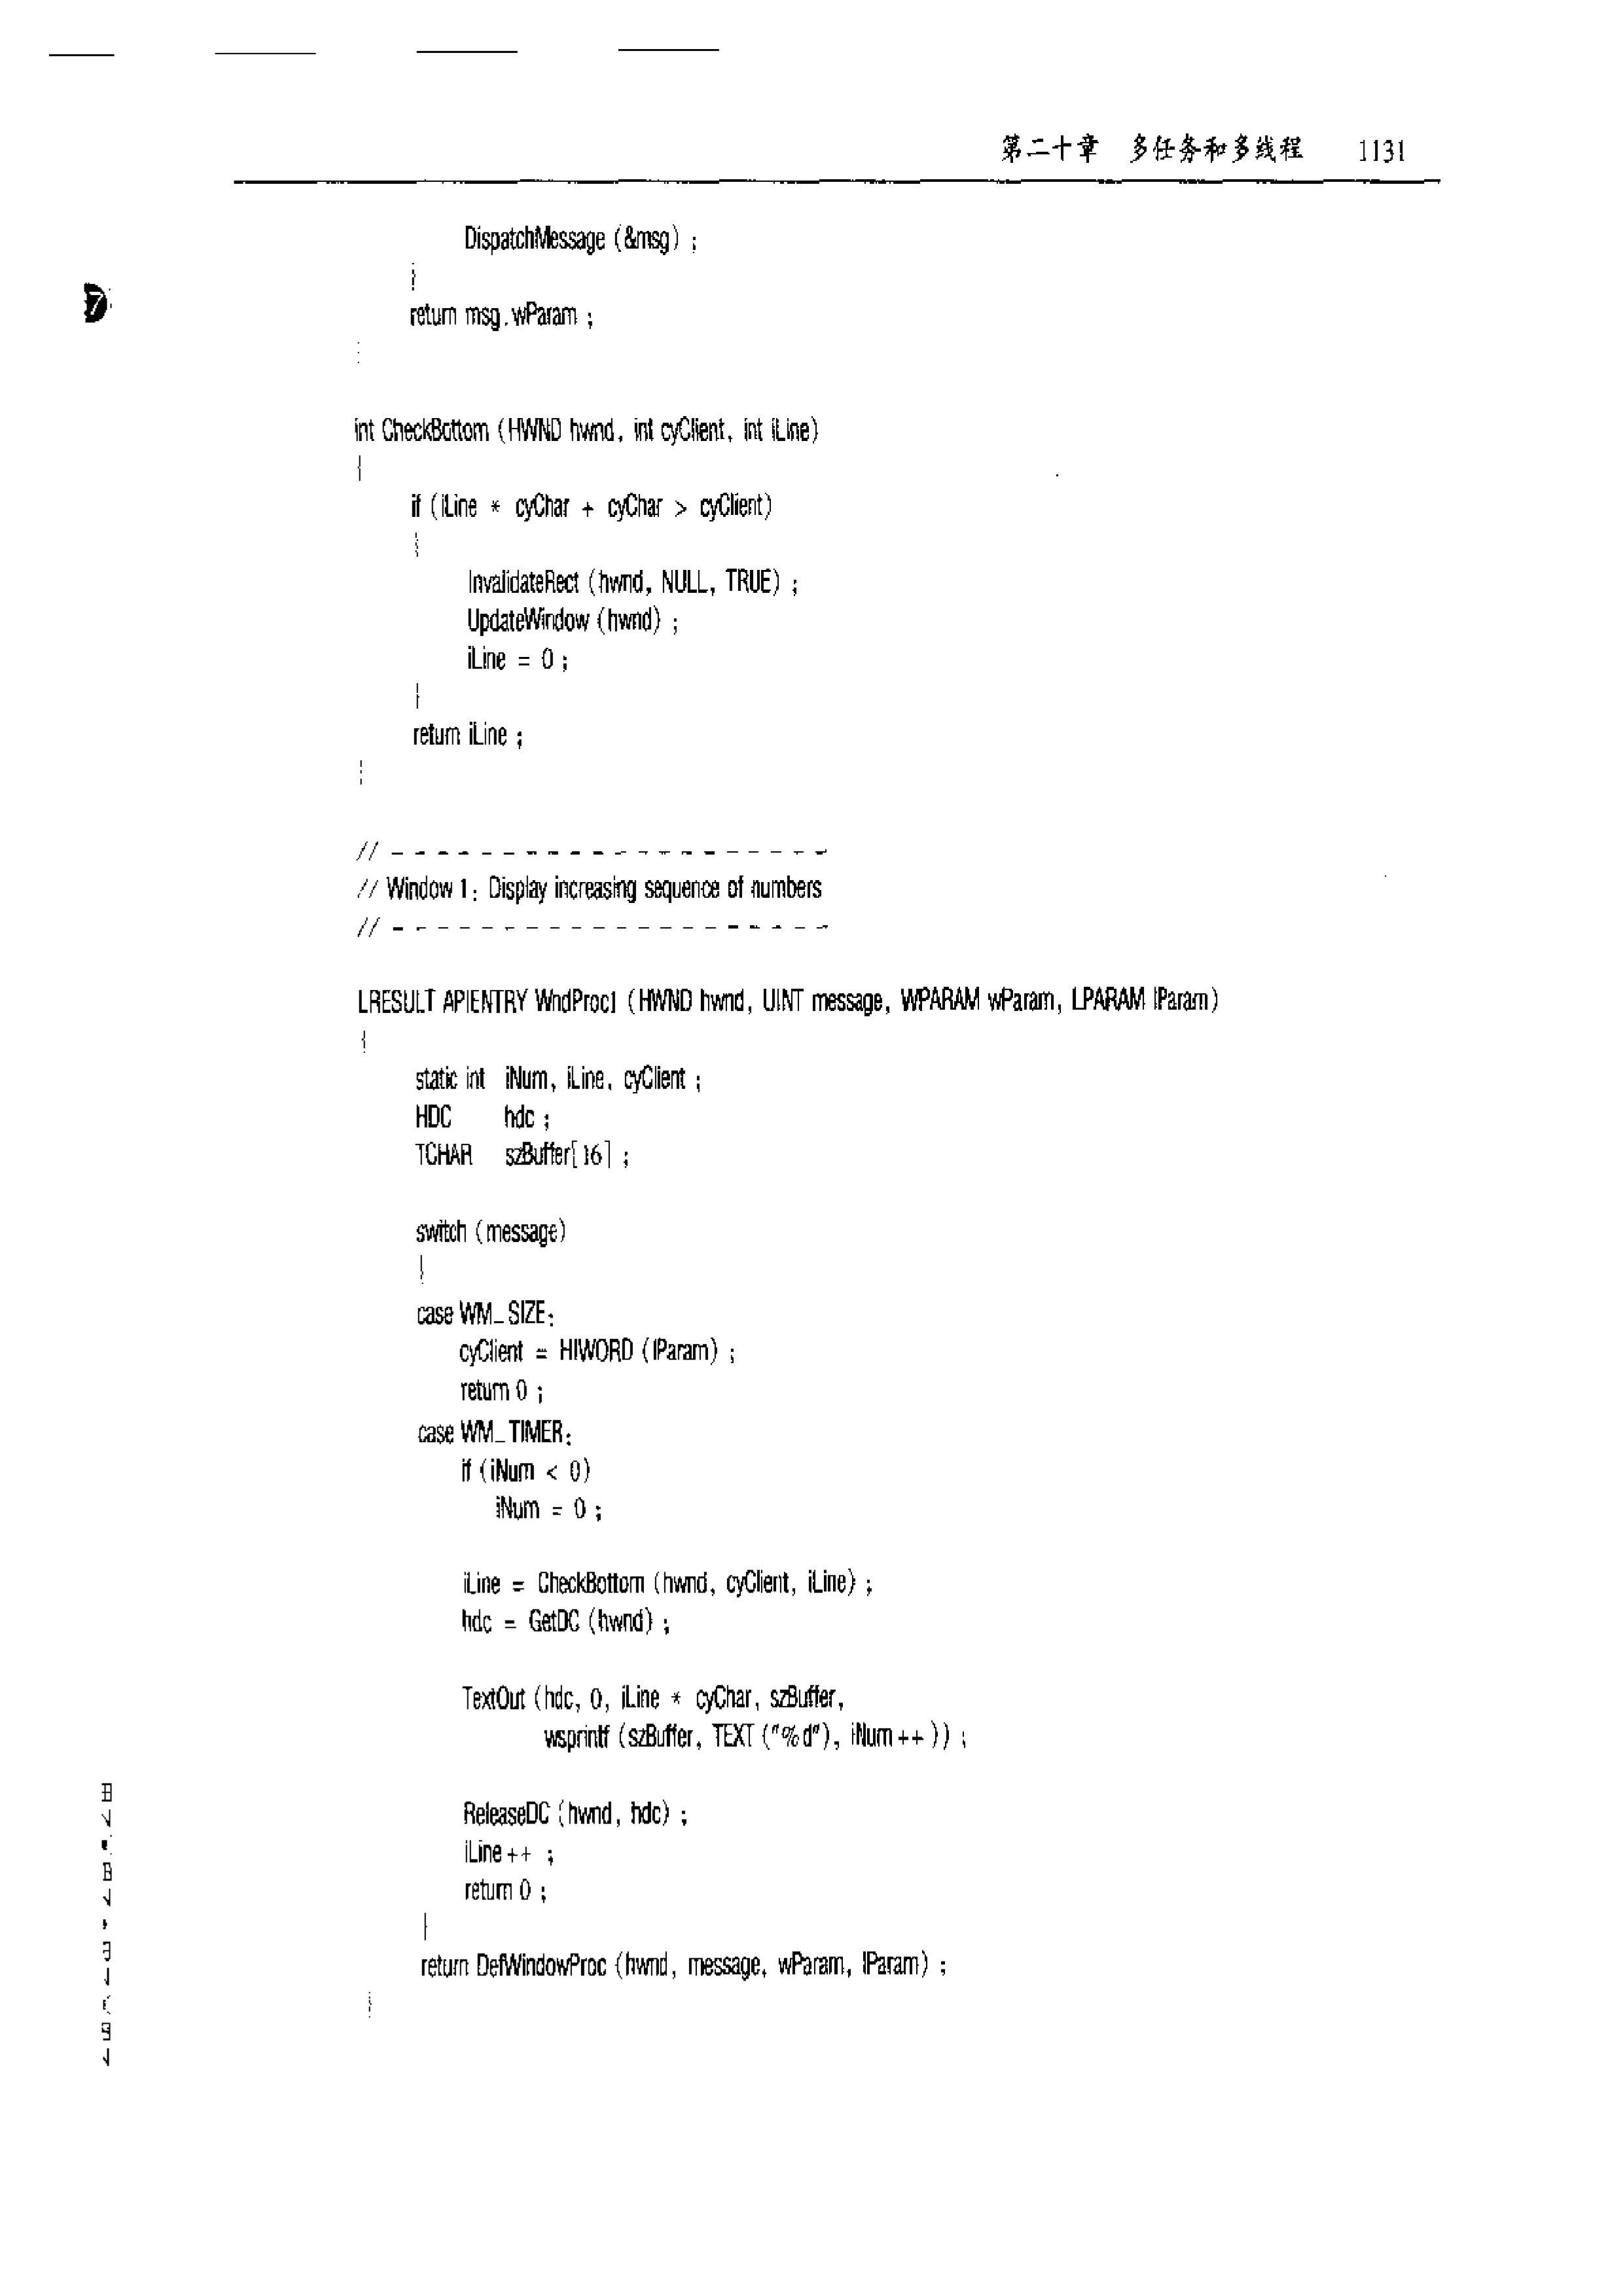 第二十章 多任务和多线程 1131
DispatchMessage (&msg) ;
}
return msg.wParam ;
}
int CheckBottom (HWND hwnd, int cyClient, int iLine)
{
if (iLine * cyChar + cyChar > cyClient)
{
InvalidateRect (hwnd, NULL, TRUE) ;
UpdateWindow (hwnd) ;
iLine = 0 ;
}
return iLine ;
}
// - - - - - - - - - - - - - - - - - - - -
// Window 1: Display increasing sequence of numbers
// - - - - - - - - - - - - - - - - - - - -
LRESULT APIENTRY WndProc1 (HWND hwnd, UINT message, WPARAM wParam, LPARAM lParam)
{
static int iNum, iLine, cyClient ;
HDC hdc ;
TCHAR szBuffer[16] ;
switch (message)
{
case WM_SIZE:
cyClient = HIWORD (lParam) ;
return 0 ;
case WM_TIMER:
if (iNum < 0)
iNum = 0 ;
iLine = CheckBottom (hwnd, cyClient, iLine) ;
hdc = GetDC (hwnd) ;
TextOut (hdc, 0, iLine * cyChar, szBuffer,
wsprintf (szBuffer, TEXT ("%d"), iNum++ )) ;
ReleaseDC (hwnd, hdc) ;
iLine++ ;
return 0 ;
}
return DefWindowProc (hwnd, message, wParam, lParam) ;
}